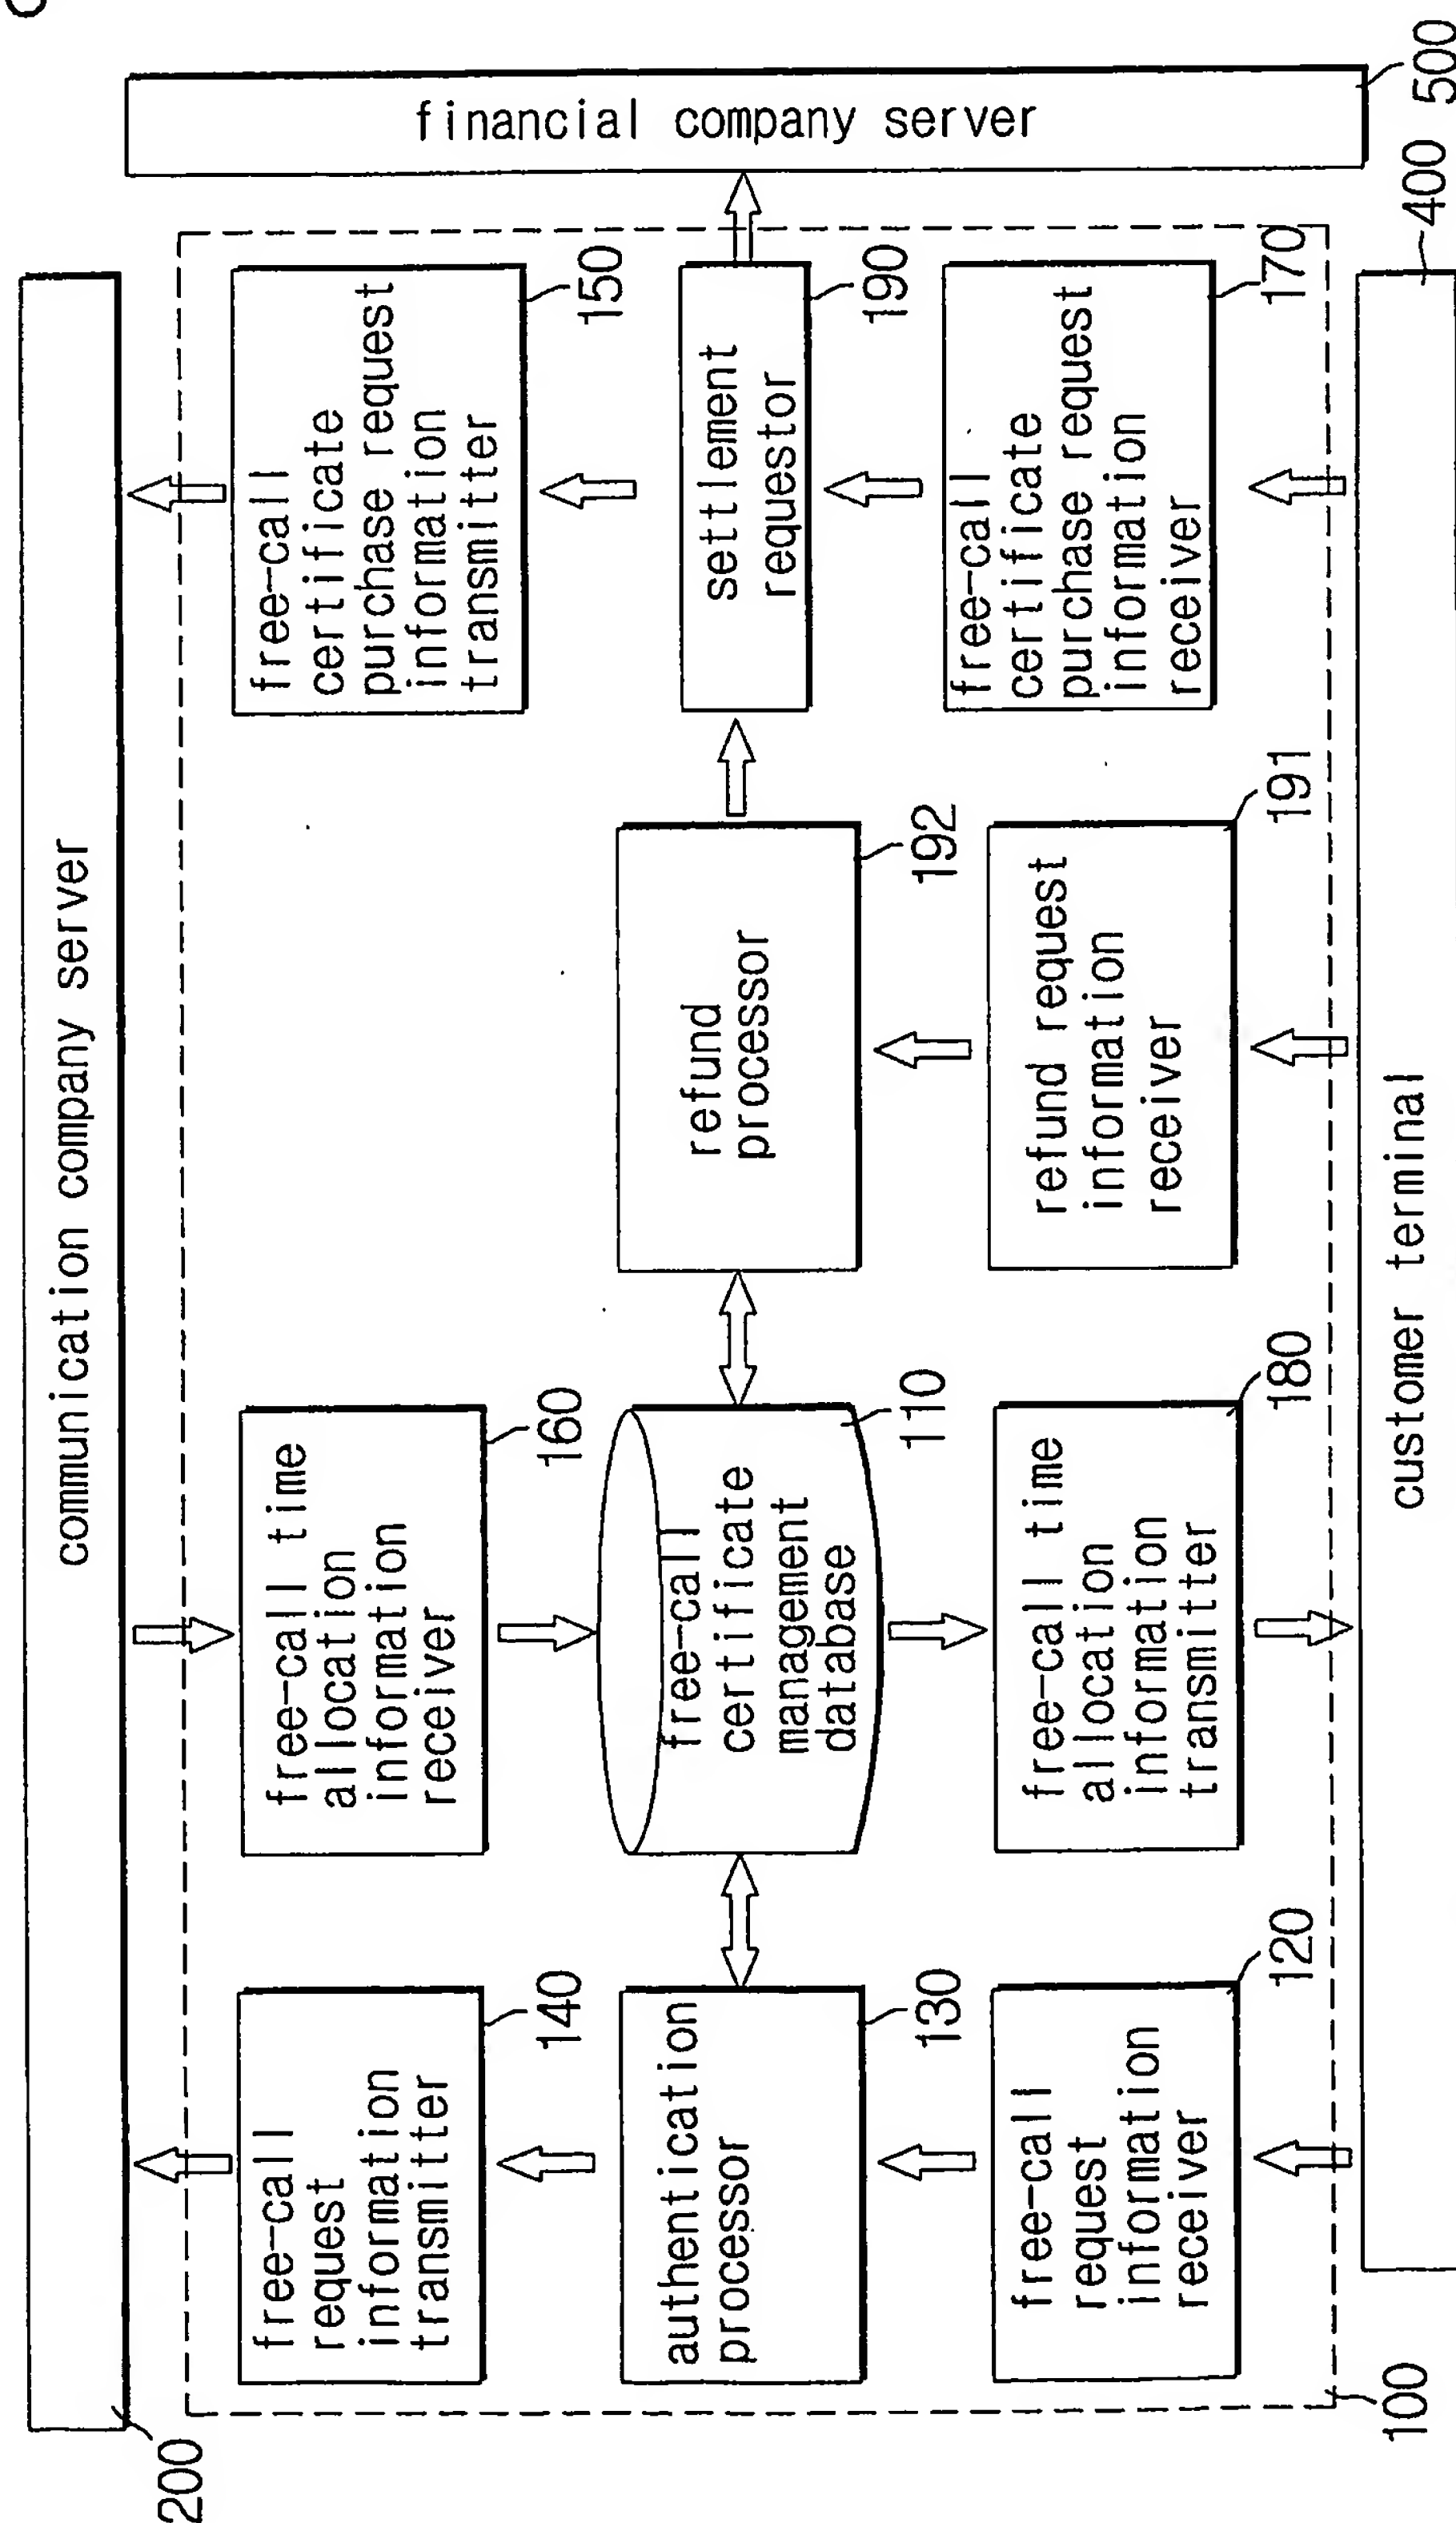 communication company server
200
free-call
request
information
transmitter
140
free-call time
allocation
information
receiver
160
free-call
certificate
purchase request
information
transmitter
150
authentication
processor
130
free-call
certificate
management
database
110
refund
processor
192
settlement
requestor
190
financial company server
500
free-call
request
information
receiver
120
free-call time
allocation
information
transmitter
180
refund request
information
receiver
191
free-call
certificate
purchase request
information
receiver
170
100
customer terminal
400